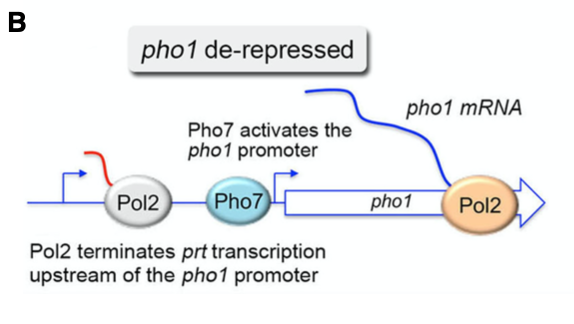 B
pho1 de-repressed
pho1 mRNA
Pho7 activates the
pho1 promoter
Pol2
Pho7
pho1
Pol2
Pol2 terminates prt transcription
upstream of the pho1 promoter